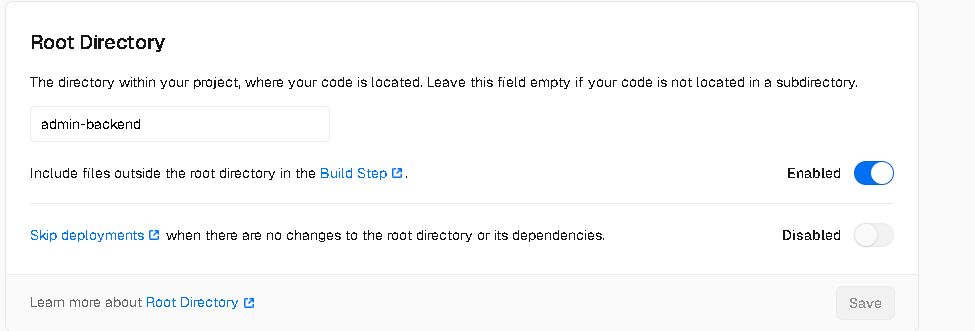 Root Directory
The directory within your project, where your code is located. Leave this field empty if your code is not located in a subdirectory.
admin-backend
Include files outside the root directory in the Build Step. Enabled
Skip deployments when there are no changes to the root directory or its dependencies. Disabled
Learn more about Root Directory Save